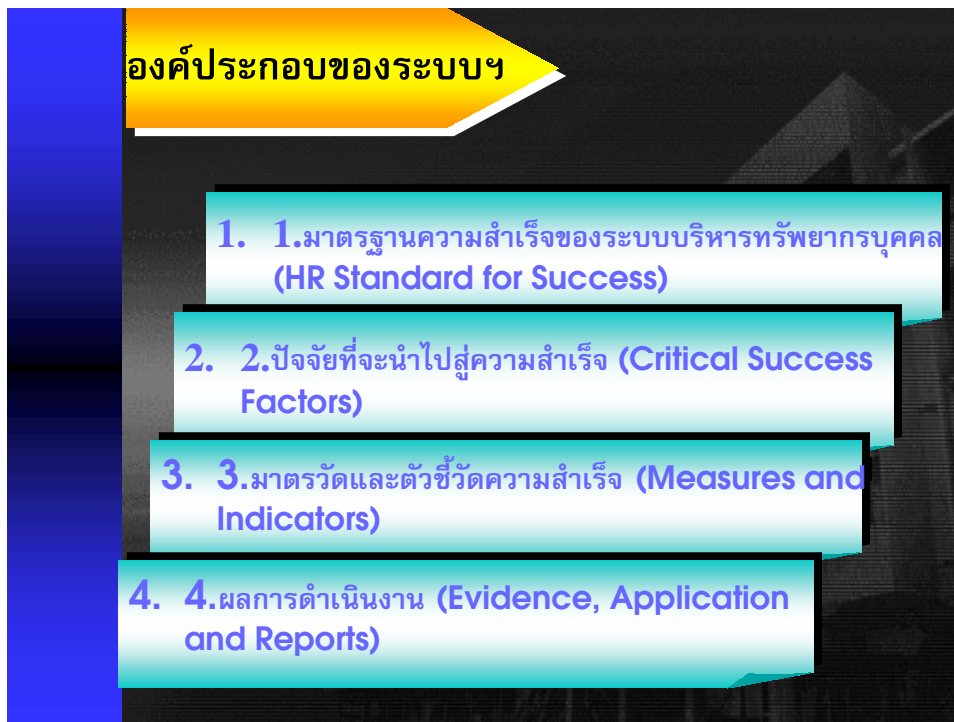 องค์ประกอบของระบบฯ
1. 1.มาตรฐานความสำเร็จของระบบบริหารทรัพยากรบุคคล
(HR Standard for Success)
2. 2.ปัจจัยที่จะนำไปสู่ความสำเร็จ (Critical Success
Factors)
3. 3.มาตรวัดและตัวชี้วัดความสำเร็จ (Measures and
Indicators)
4. 4.ผลการดำเนินงาน (Evidence, Application
and Reports)